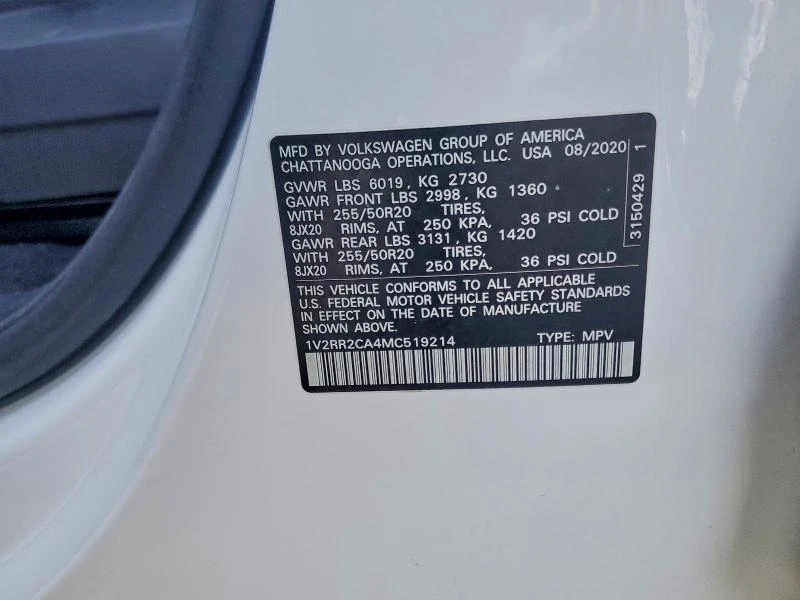 MFD BY VOLKSWAGEN GROUP OF AMERICA
CHATTANOOGA OPERATIONS, LLC. USA 08/2020
GVWR LBS 6019, KG 2730
GAWR FRONT LBS 2998, KG 1360
WITH 255/50R20 TIRES,
8JX20 RIMS, AT 250 KPA, 36 PSI COLD
GAWR REAR LBS 3131, KG 1420
WITH 255/50R20 TIRES,
8JX20 RIMS, AT 250 KPA, 36 PSI COLD
THIS VEHICLE CONFORMS TO ALL APPLICABLE
U.S. FEDERAL MOTOR VEHICLE SAFETY STANDARDS
IN EFFECT ON THE DATE OF MANUFACTURE
SHOWN ABOVE.
1V2RR2CA4MC519214 TYPE: MPV
3150429 1